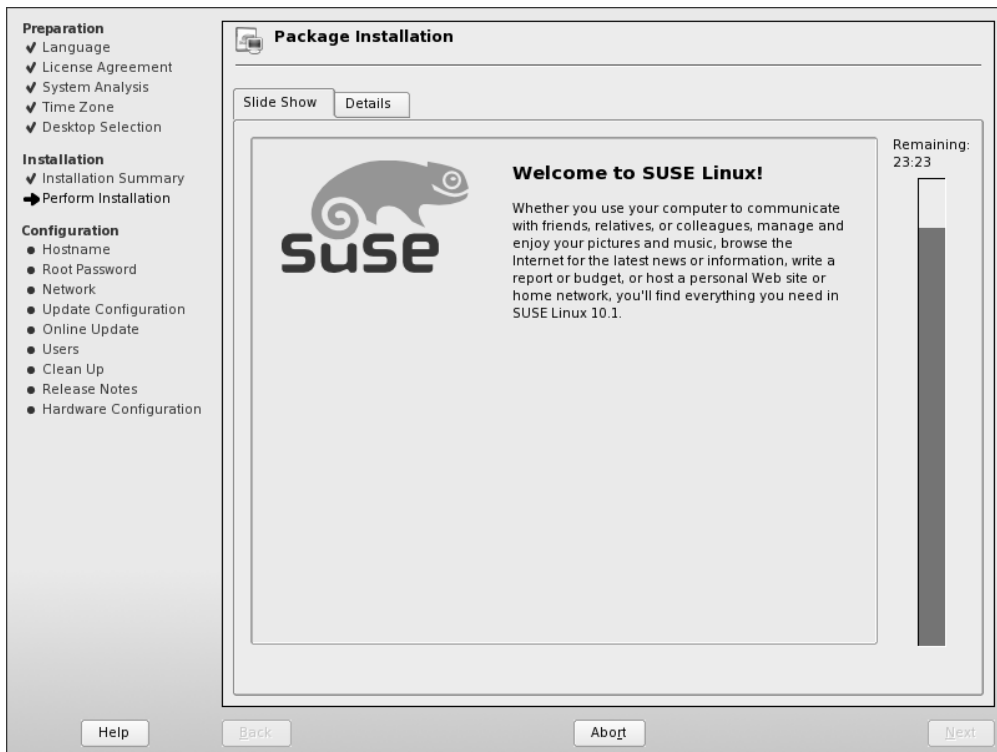 Preparation
Language
License Agreement
System Analysis
Time Zone
Desktop Selection
Installation
Installation Summary
Perform Installation
Configuration
Hostname
Root Password
Network
Update Configuration
Online Update
Users
Clean Up
Release Notes
Hardware Configuration
Package Installation
Slide Show
Details
SUSE
Welcome to SUSE Linux!
Whether you use your computer to communicate
with friends, relatives, or colleagues, manage and
enjoy your pictures and music, browse the
Internet for the latest news or information, write a
report or budget, or host a personal Web site or
home network, you'll find everything you need in
SUSE Linux 10.1.
Remaining:
23:23
Help
Back
Abort
Next